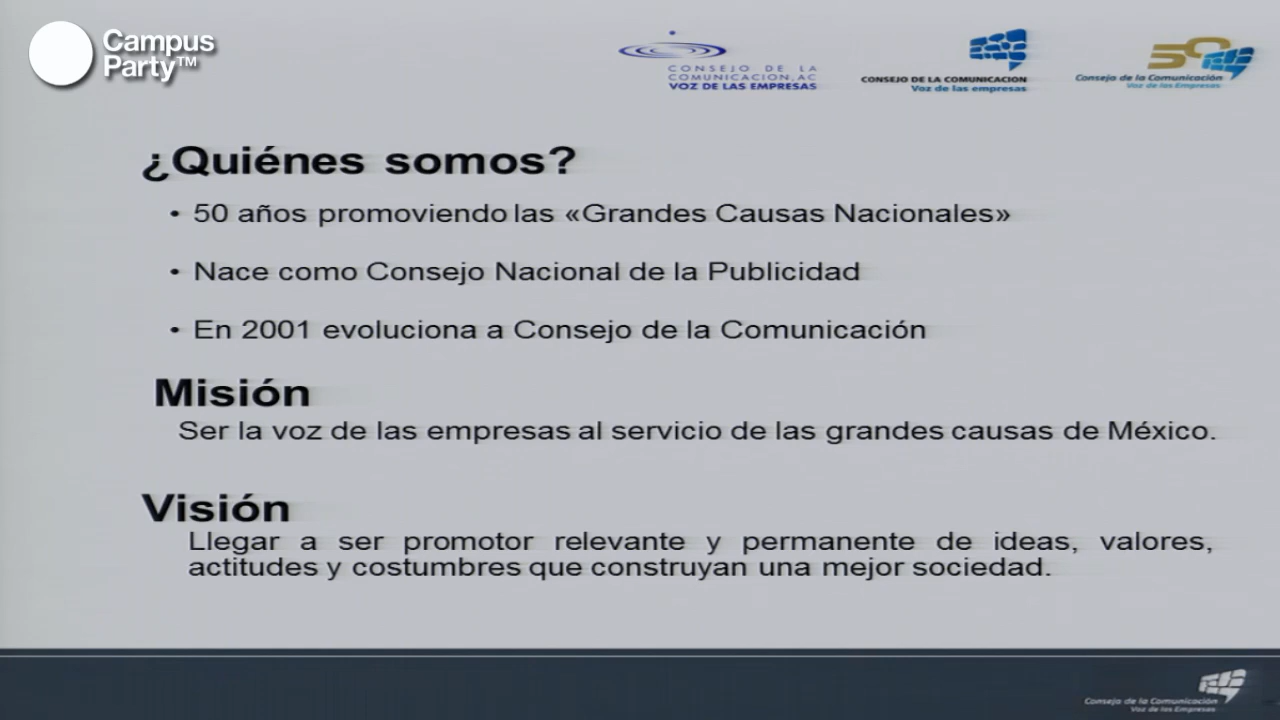 Campus
Party™
CONSEJO DE LA
COMUNICACION, AC
VOZ DE LAS EMPRESAS
CONSEJO DE LA COMUNICACION
Voz de las empresas
50
Consejo de la Comunicación
Voz de las Empresas
¿Quiénes somos?
• 50 años promoviendo las «Grandes Causas Nacionales»
• Nace como Consejo Nacional de la Publicidad
• En 2001 evoluciona a Consejo de la Comunicación
Misión
Ser la voz de las empresas al servicio de las grandes causas de México.
Visión
Llegar a ser promotor relevante y permanente de ideas, valores,
actitudes y costumbres que construyan una mejor sociedad.
Consejo de la Comunicación
Voz de las Empresas